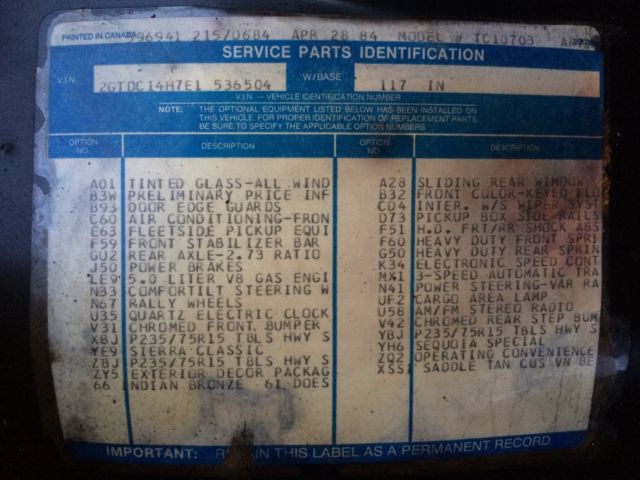 PRINTED IN CANADA 596941 215/0684 APR 28 84 MODEL # TC10703
SERVICE PARTS IDENTIFICATION
V.I.N. 2GTDC14H7E1 536504 W/BASE 117 IN
V.I.N. - VEHICLE IDENTIFICATION NUMBER
NOTE: THE OPTIONAL EQUIPMENT LISTED BELOW HAS BEEN INSTALLED ON
THIS VEHICLE FOR PROPER IDENTIFICATION OF REPLACEMENT PARTS
BE SURE TO SPECIFY THE APPLICABLE OPTION NUMBERS.
OPTION NO. DESCRIPTION OPTION NO. DESCRIPTION
A01 TINTED GLASS-ALL WIND
B3W PRELIMINARY PRICE INF
B93 DOOR EDGE GUARDS
C60 AIR CONDITIONING-FRON
E63 FLEETSIDE PICKUP EQUI
F59 FRONT STABILIZER BAR
GU2 REAR AXLE-2.73 RATIO
J50 POWER BRAKES
LE9 5.0 LITER V8 GAS ENGI
N33 COMFORTILT STEERING W
N67 RALLY WHEELS
U35 QUARTZ ELECTRIC CLOCK
V31 CHROMED FRONT BUMPER
XBJ P235/75R15 TBLS HWY S
YE9 SIERRA CLASSIC
ZBJ P235/75R15 TBLS HWY S
ZY5 EXTERIOR DECOR PACKAG
66 INDIAN BRONZE 61 DOES
A28 SLIDING REAR WINDOW
B32 FRONT COLOR-KEYED FLO
CD4 INTER. W/S WIPER SYST
D73 PICKUP BOX SIDE RAILS
F51 H.D. FRT/RR SHOCK ABS
F60 HEAVY DUTY FRONT SPRI
G50 HEAVY DUTY REAR SPRIN
K34 ELECTRONIC SPEED CONT
MX1 3-SPEED AUTOMATIC TRA
N41 POWER STEERING-VAR RA
UF2 CARGO AREA LAMP
U58 AM/FM STEREO RADIO
V42 CHROMED REAR STEP BUM
YBJ P235/75R15 TBLS HWY S
YH6 SEQUOIA SPECIAL
ZQ2 OPERATING CONVENIENCE
XSS1 SADDLE TAN CUS VN BE
IMPORTANT: RETAIN THIS LABEL AS A PERMANENT RECORD